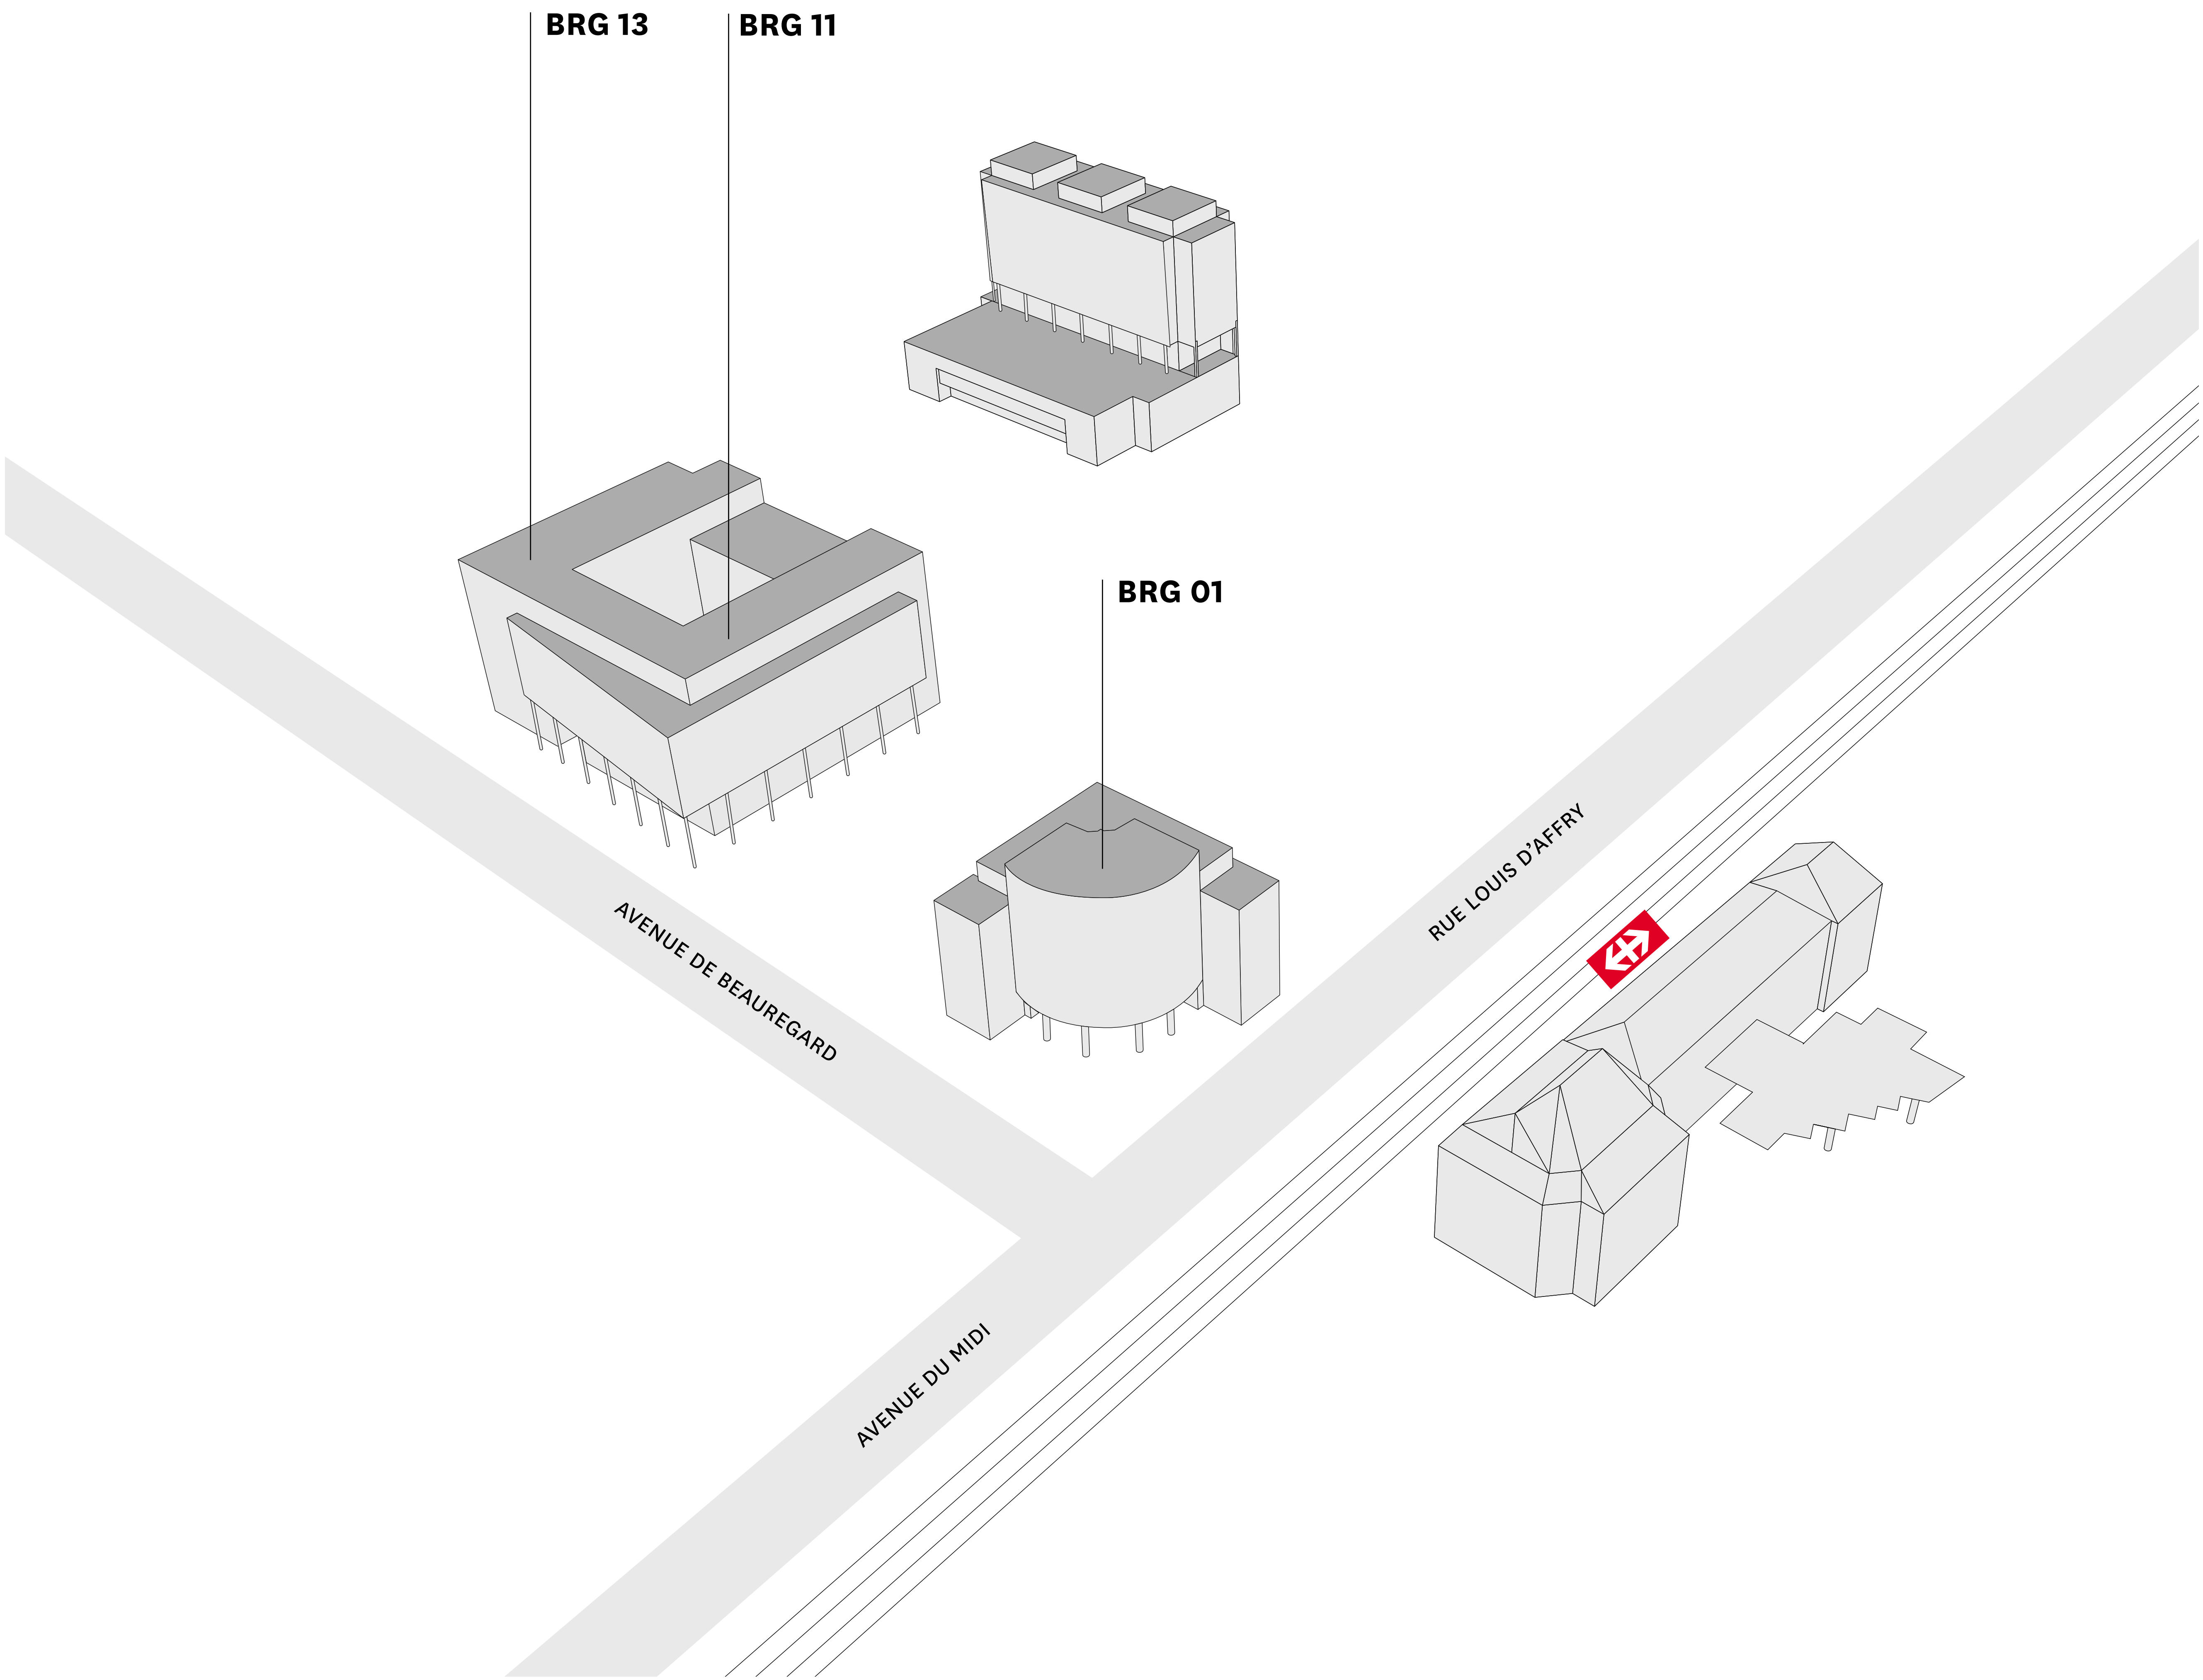 BRG 13
BRG 11
BRG 01
RUE LOUIS D’AFFRY
AVENUE DE BEAUREGARD
AVENUE DU MIDI